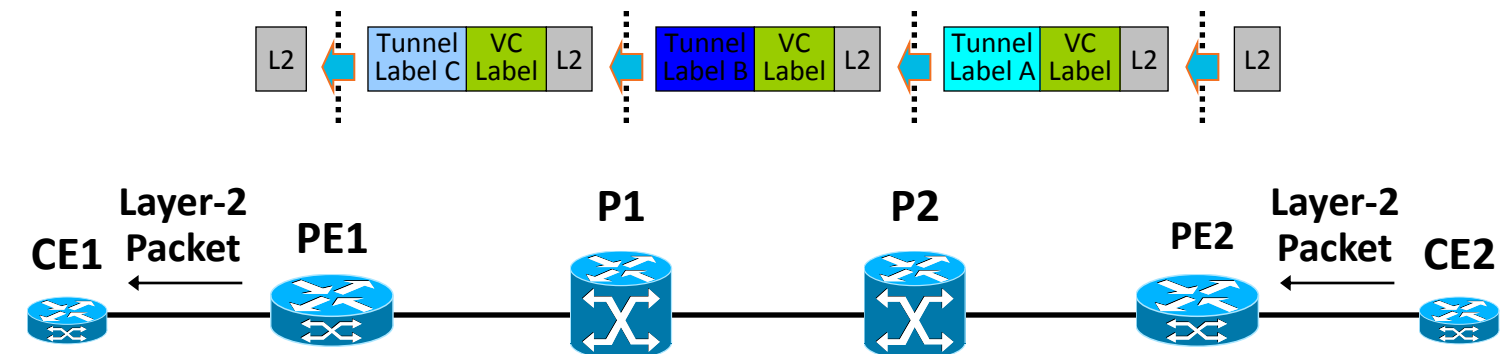 L2
Tunnel
Label C
VC
Label
L2
Tunnel
Label B
VC
Label
L2
Tunnel
Label A
VC
Label
L2
L2
CE1
Layer-2
Packet
PE1
P1
P2
PE2
Layer-2
Packet
CE2